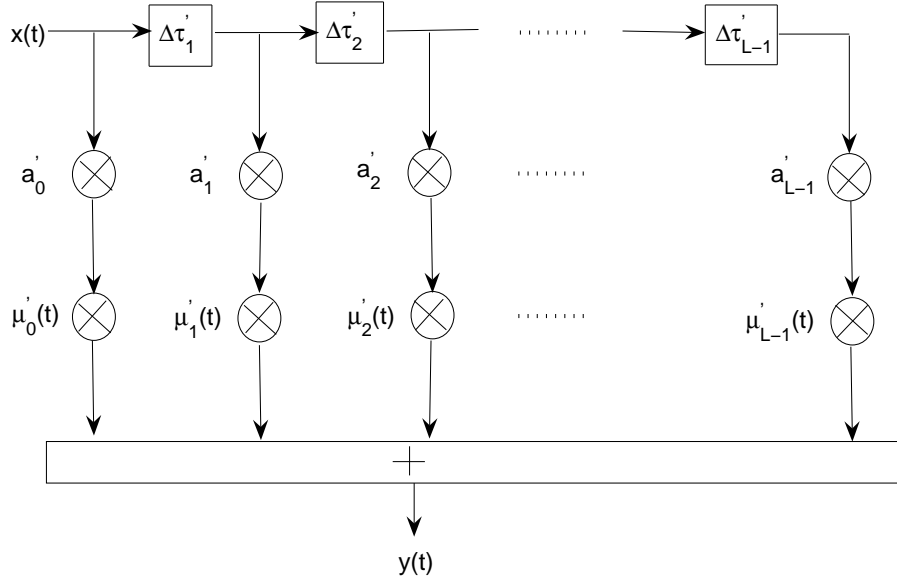 x(t) Δτ'₁ Δτ'₂ ........ Δτ'L−1
a'₀ a'₁ a'₂ ........ a'L−1
μ'₀(t) μ'₁(t) μ'₂(t) ........ μ'L−1(t)
+
y(t)